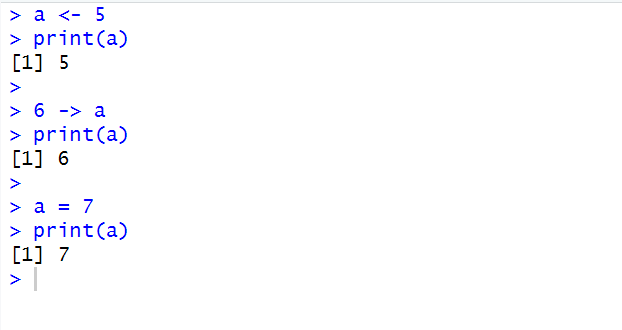 > a <- 5
> print(a)
[1] 5
>
> 6 -> a
> print(a)
[1] 6
>
> a = 7
> print(a)
[1] 7
>